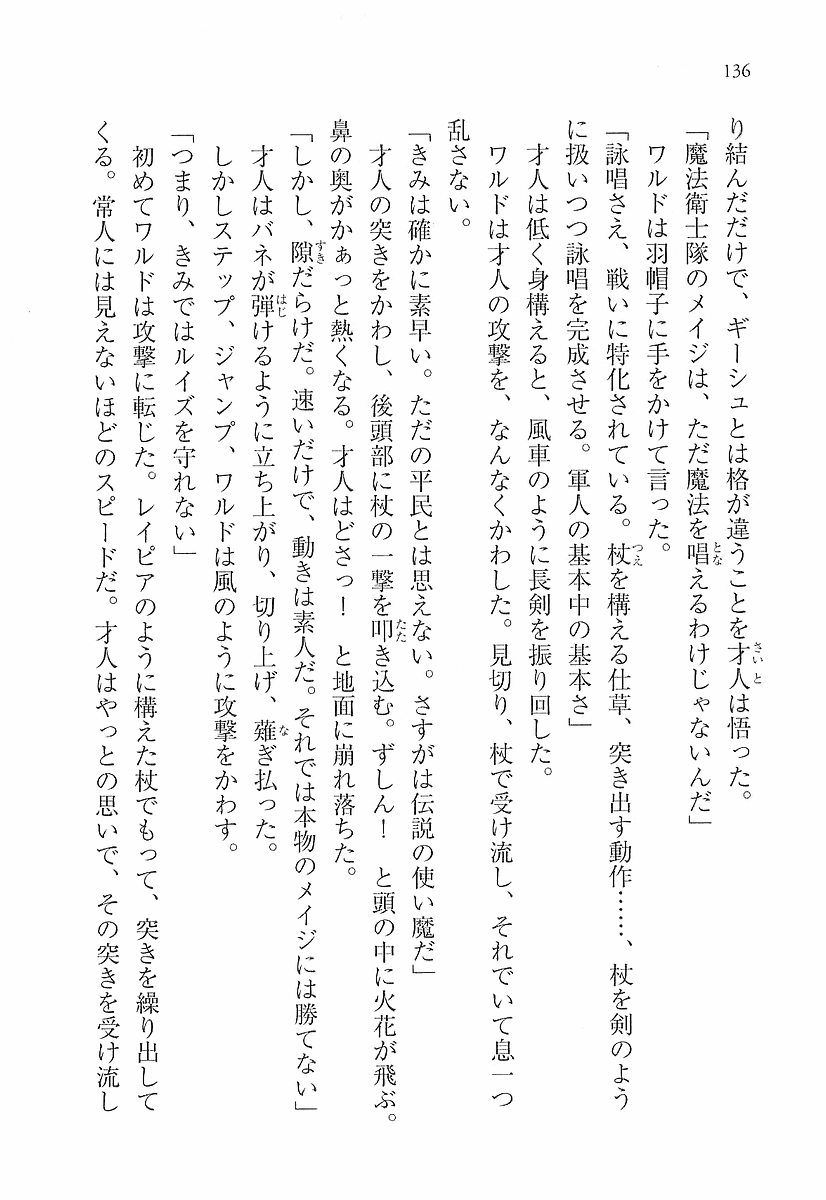 136
り結んだだけで、ギーシュとは格が違うことを才人は悟った。
「魔法衛士隊のメイジは、ただ魔法を唱えるわけじゃないんだ」
ワルドは羽帽子に手をかけて言った。
「詠唱さえ、戦いに特化されている。杖を構える仕草、突き出す動作……、杖を剣のよう
に扱いつつ詠唱を完成させる。軍人の基本中の基本さ」
才人は低く身構えると、風車のように長剣を振り回した。
ワルドは才人の攻撃を、なんなくかわした。見切り、杖で受け流し、それでいて息一つ
乱さない。
「きみは確かに素早い。ただの平民とは思えない。さすがは伝説の使い魔だ」
才人の突きをかわし、後頭部に杖の一撃を叩き込む。ずしん！　と頭の中に火花が飛ぶ。
鼻の奥がかぁっと熱くなる。才人はどさっ！　と地面に崩れ落ちた。
「しかし、隙だらけだ。速いだけで、動きは素人だ。それでは本物のメイジには勝てない」
才人はバネが弾けるように立ち上がり、切り上げ、薙ぎ払った。
しかしステップ、ジャンプ、ワルドは風のように攻撃をかわす。
「つまり、きみではルイズを守れない」
初めてワルドは攻撃に転じた。レイピアのように構えた杖でもって、突きを繰り出して
くる。常人には見えないほどのスピードだ。才人はやっとの思いで、その突きを受け流し